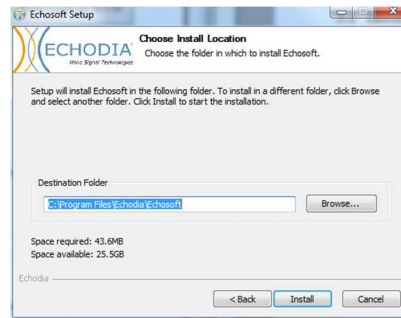 Echosoft Setup
ECHODIA
Choose Install Location
Choose the folder in which to install Echosoft.
Setup will install Echosoft in the following folder. To install in a different folder, click Browse
and select another folder. Click Install to start the installation.
Destination Folder
C:\Program Files\Echodia\Echosoft
Browse...
Space required: 43.6MB
Space available: 25.5GB
Echodia
< Back
Install
Cancel